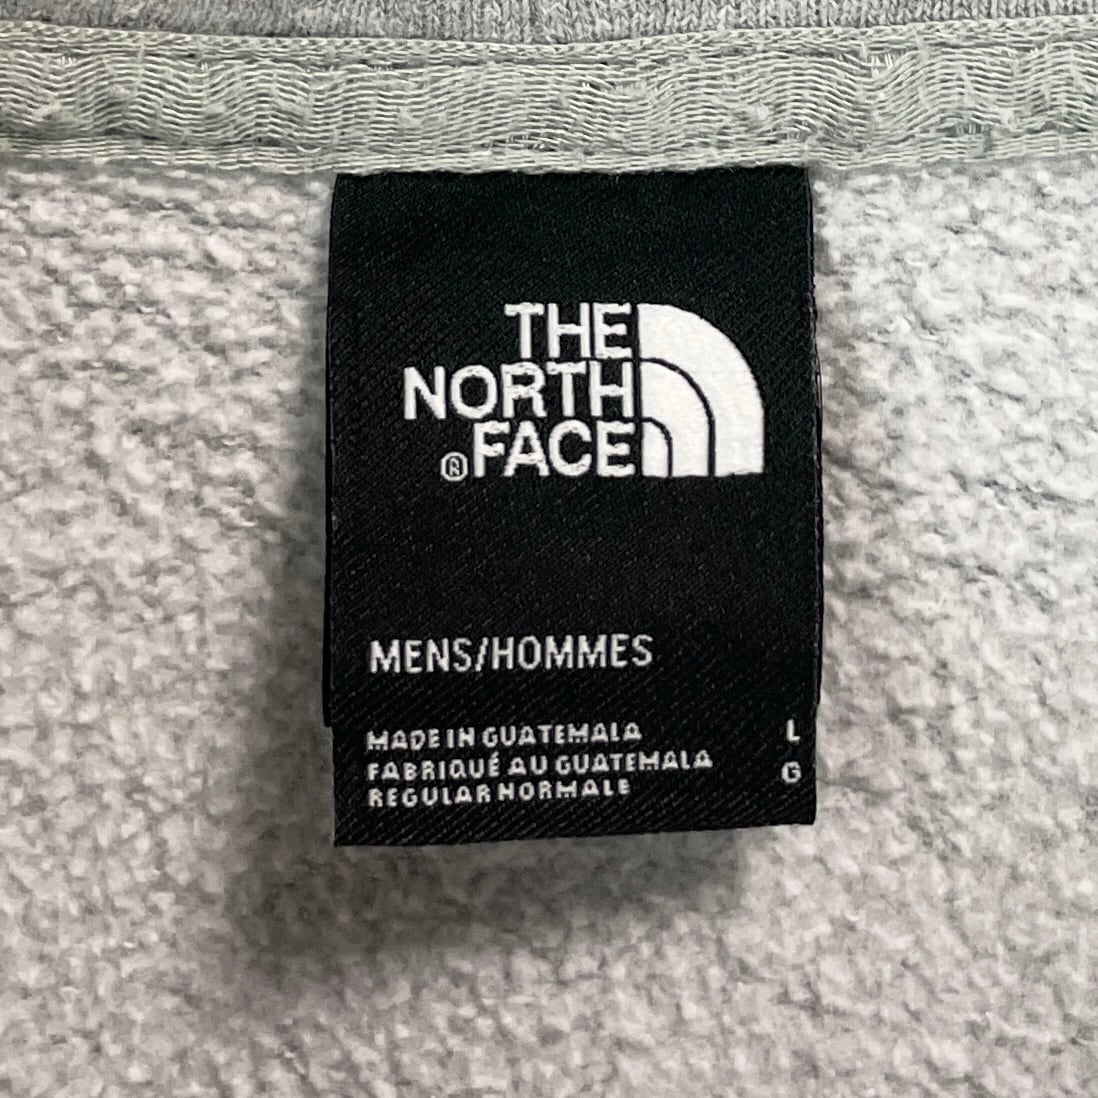 THE
NORTH
®FACE
MENS/HOMMES
MADE IN GUATEMALA L
FABRIQUÉ AU GUATEMALA G
REGULAR NORMALE